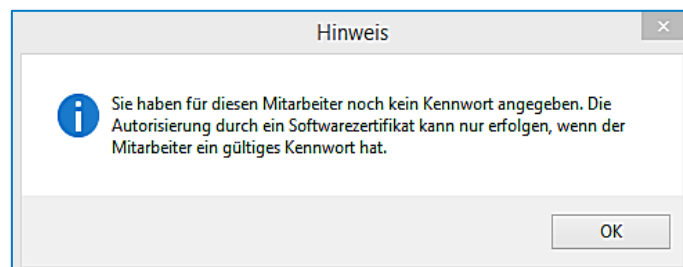 Hinweis
Sie haben für diesen Mitarbeiter noch kein Kennwort angegeben. Die
Autorisierung durch ein Softwarezertifikat kann nur erfolgen, wenn der
Mitarbeiter ein gültiges Kennwort hat.
OK